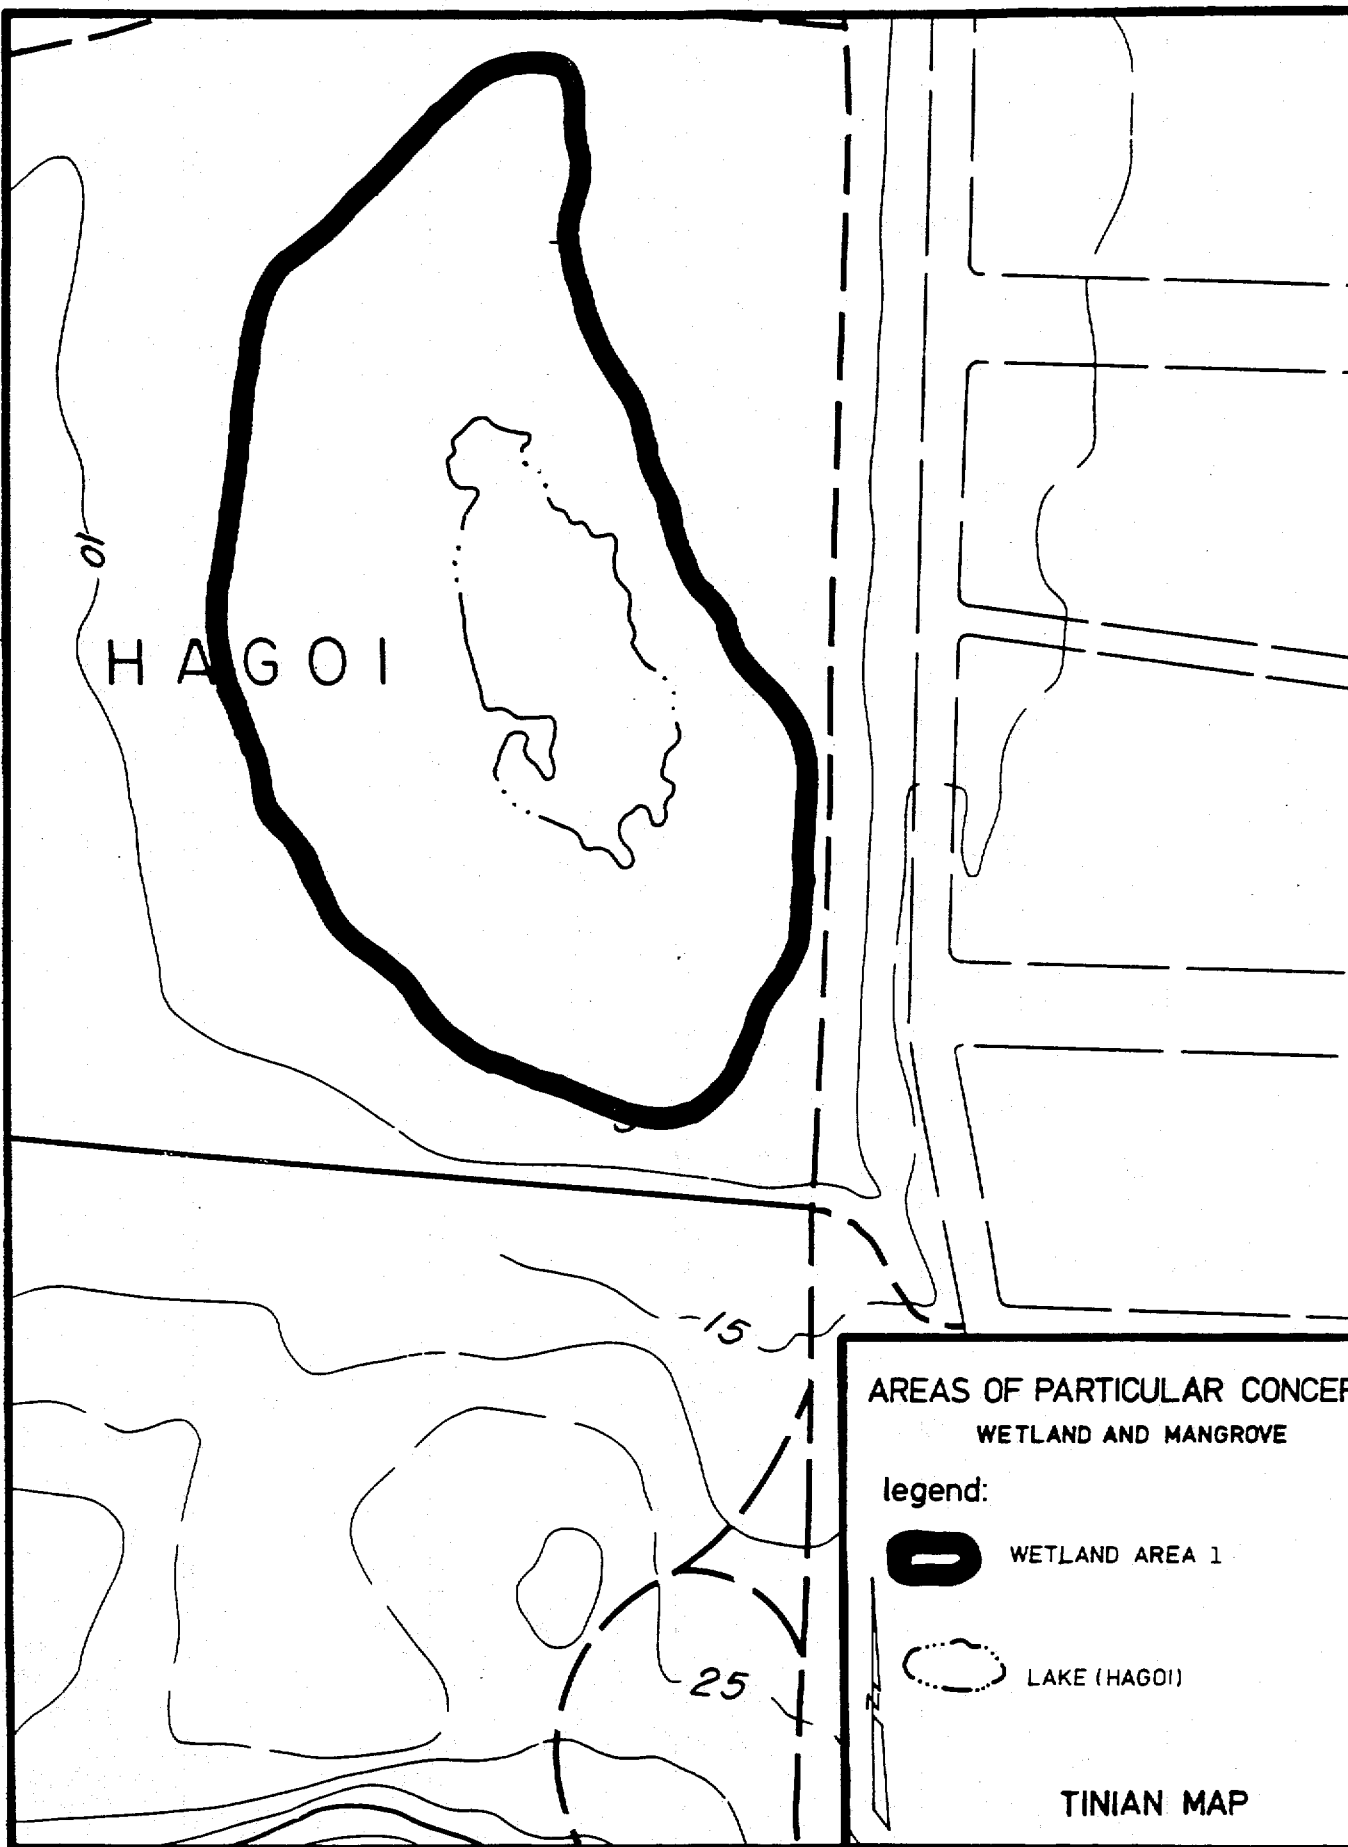 10
HAGOI
15
AREAS OF PARTICULAR CONCER
WETLAND AND MANGROVE
legend:
WETLAND AREA 1
LAKE (HAGOI)
25
N
TINIAN MAP